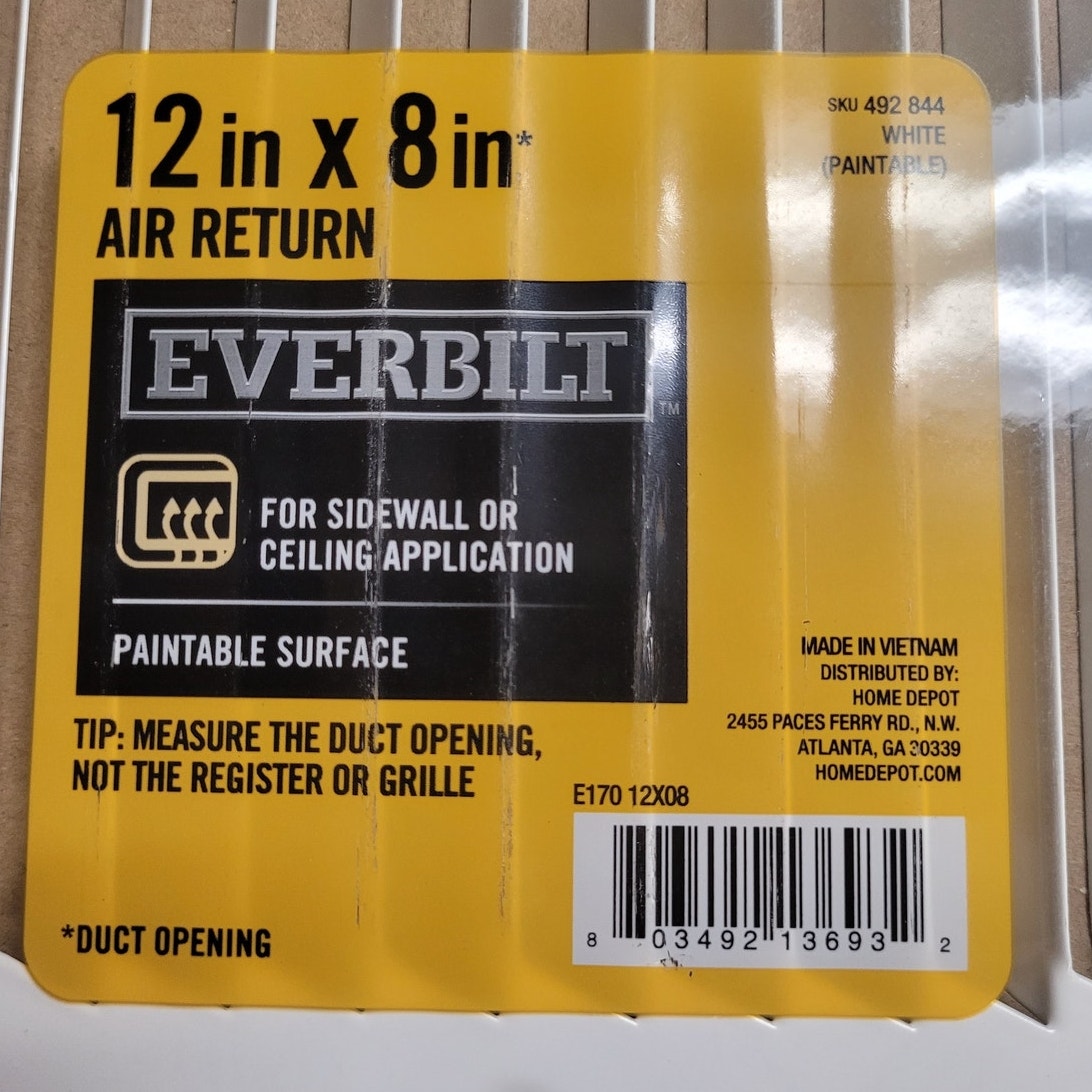 12 in x 8 in*
AIR RETURN
SKU 492 844
WHITE
(PAINTABLE)
EVERBILT™
FOR SIDEWALL OR
CEILING APPLICATION
PAINTABLE SURFACE
TIP: MEASURE THE DUCT OPENING,
NOT THE REGISTER OR GRILLE
*DUCT OPENING
MADE IN VIETNAM
DISTRIBUTED BY:
HOME DEPOT
2455 PACES FERRY RD., N.W.
ATLANTA, GA 30339
HOMEDEPOT.COM
E170 12X08
8 03492 13693 2